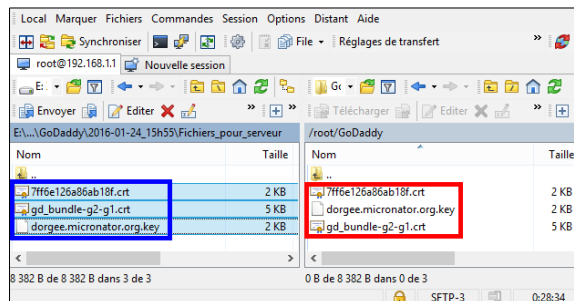 Local Marquer Fichiers Commandes Session Options Distant Aide
Synchroniser File Réglages de transfert »
root@192.168.1.1 Nouvelle session
E: Gc
Envoyer Editer » » Télécharger Editer »
E:\...\GoDaddy\2016-01-24_15h55\Fichiers_pour_serveur /root/GoDaddy
Nom Taille Nom Taille
.. ..
7ff6e126a86ab18f.crt 2 KB 7ff6e126a86ab18f.crt 2 KB
gd_bundle-g2-g1.crt 5 KB dorgee.micronator.org.key 2 KB
dorgee.micronator.org.key 2 KB gd_bundle-g2-g1.crt 5 KB
8 382 B de 8 382 B dans 3 de 3 0 B de 8 382 B dans 0 de 3
SFTP-3 0:28:34